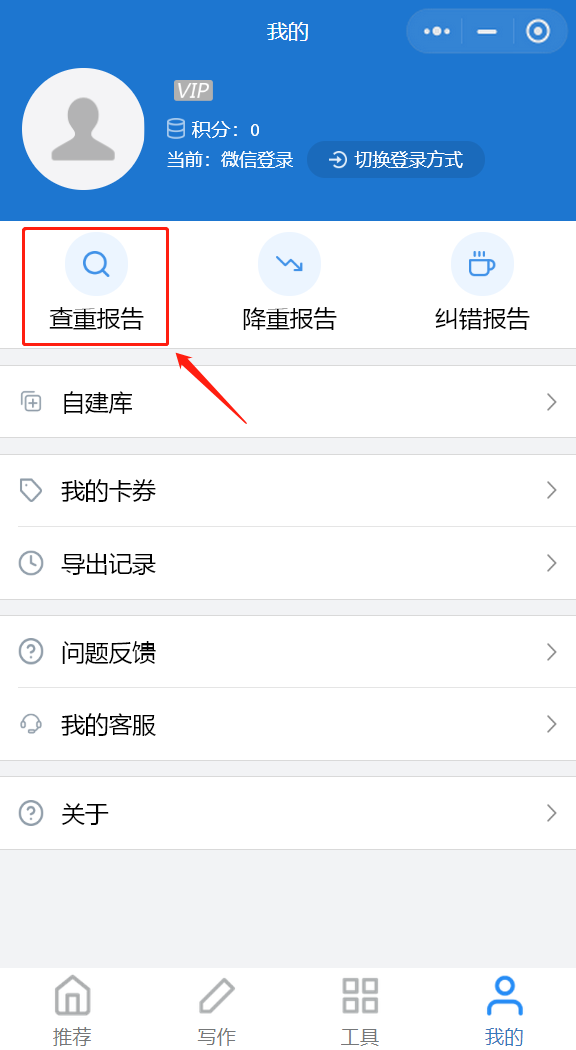 我的
VIP
积分：0
当前：微信登录 切换登录方式
查重报告 降重报告 纠错报告
自建库
我的卡券
导出记录
问题反馈
我的客服
关于
推荐 写作 工具 我的